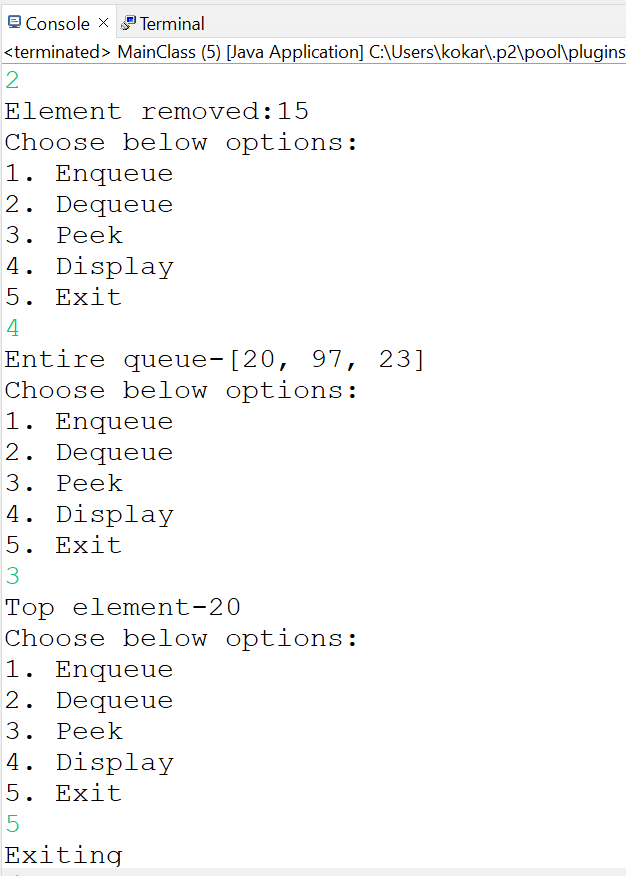 Console × Terminal
<terminated> MainClass (5) [Java Application] C:\Users\kokar\.p2\pool\plugins
2
Element removed:15
Choose below options:
1. Enqueue
2. Dequeue
3. Peek
4. Display
5. Exit
4
Entire queue-[20, 97, 23]
Choose below options:
1. Enqueue
2. Dequeue
3. Peek
4. Display
5. Exit
3
Top element-20
Choose below options:
1. Enqueue
2. Dequeue
3. Peek
4. Display
5. Exit
5
Exiting